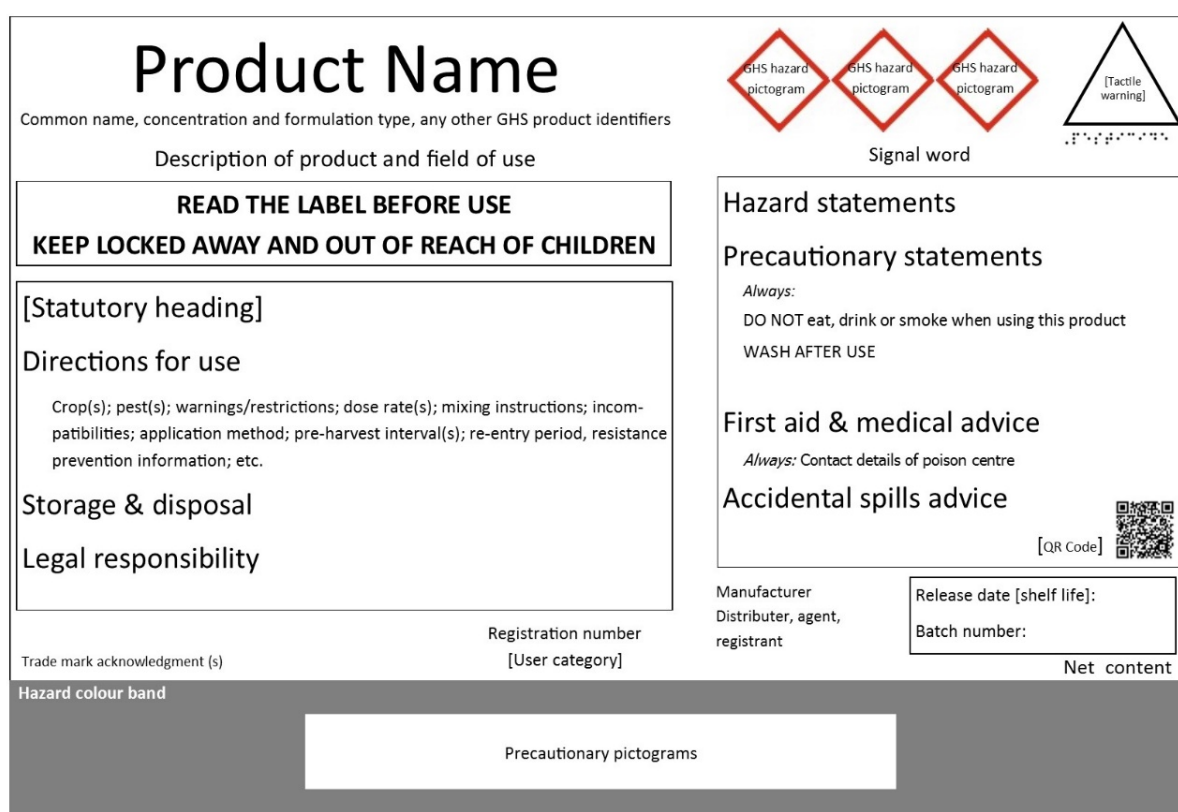 Product Name
Common name, concentration and formulation type, any other GHS product identifiers
Description of product and field of use
READ THE LABEL BEFORE USE
KEEP LOCKED AWAY AND OUT OF REACH OF CHILDREN
[Statutory heading]
Directions for use
Crop(s); pest(s); warnings/restrictions; dose rate(s); mixing instructions; incom-
patibilities; application method; pre-harvest interval(s); re-entry period, resistance
prevention information; etc.
Storage & disposal
Legal responsibility
Trade mark acknowledgment (s)
Registration number
[User category]
GHS hazard
pictogram
GHS hazard
pictogram
GHS hazard
pictogram
[Tactile
warning]
Signal word
Hazard statements
Precautionary statements
Always:
DO NOT eat, drink or smoke when using this product
WASH AFTER USE
First aid & medical advice
Always: Contact details of poison centre
Accidental spills advice
[QR Code]
Manufacturer
Distributer, agent,
registrant
Release date [shelf life]:
Batch number:
Net content
Hazard colour band
Precautionary pictograms